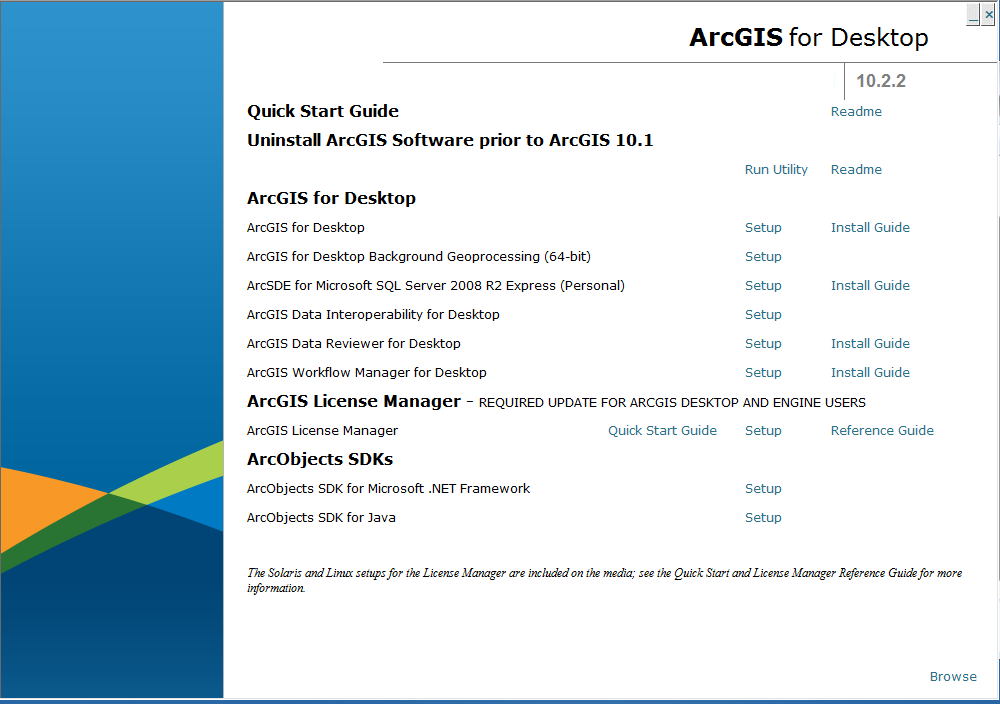 ArcGIS for Desktop
10.2.2
Quick Start Guide Readme
Uninstall ArcGIS Software prior to ArcGIS 10.1
Run Utility Readme
ArcGIS for Desktop
ArcGIS for Desktop Setup Install Guide
ArcGIS for Desktop Background Geoprocessing (64-bit) Setup
ArcSDE for Microsoft SQL Server 2008 R2 Express (Personal) Setup Install Guide
ArcGIS Data Interoperability for Desktop Setup
ArcGIS Data Reviewer for Desktop Setup Install Guide
ArcGIS Workflow Manager for Desktop Setup Install Guide
ArcGIS License Manager – REQUIRED UPDATE FOR ARCGIS DESKTOP AND ENGINE USERS
ArcGIS License Manager Quick Start Guide Setup Reference Guide
ArcObjects SDKs
ArcObjects SDK for Microsoft .NET Framework Setup
ArcObjects SDK for Java Setup
The Solaris and Linux setups for the License Manager are included on the media; see the Quick Start and License Manager Reference Guide for more
information.
Browse